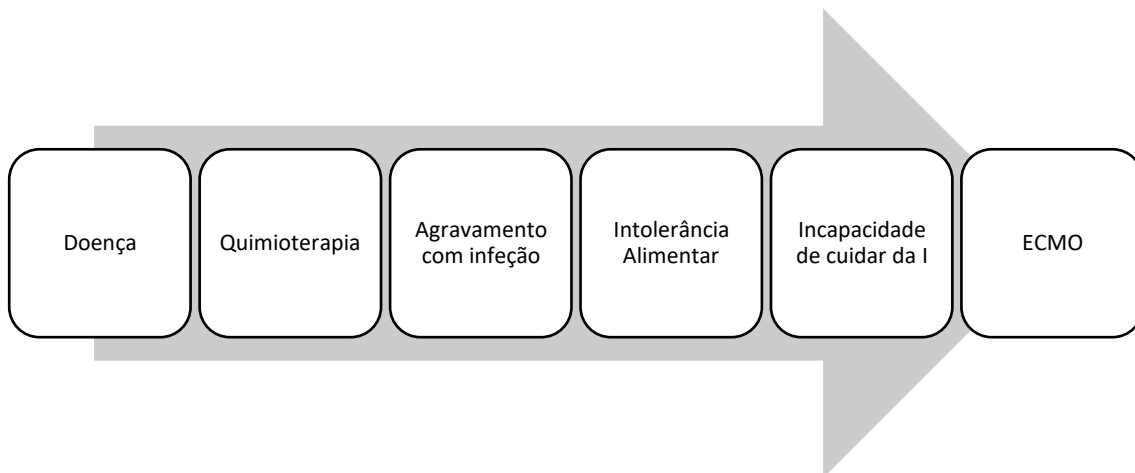 Doença
Quimioterapia
Agravamento
com infeção
Intolerância
Alimentar
Incapacidade
de cuidar da I
ECMO